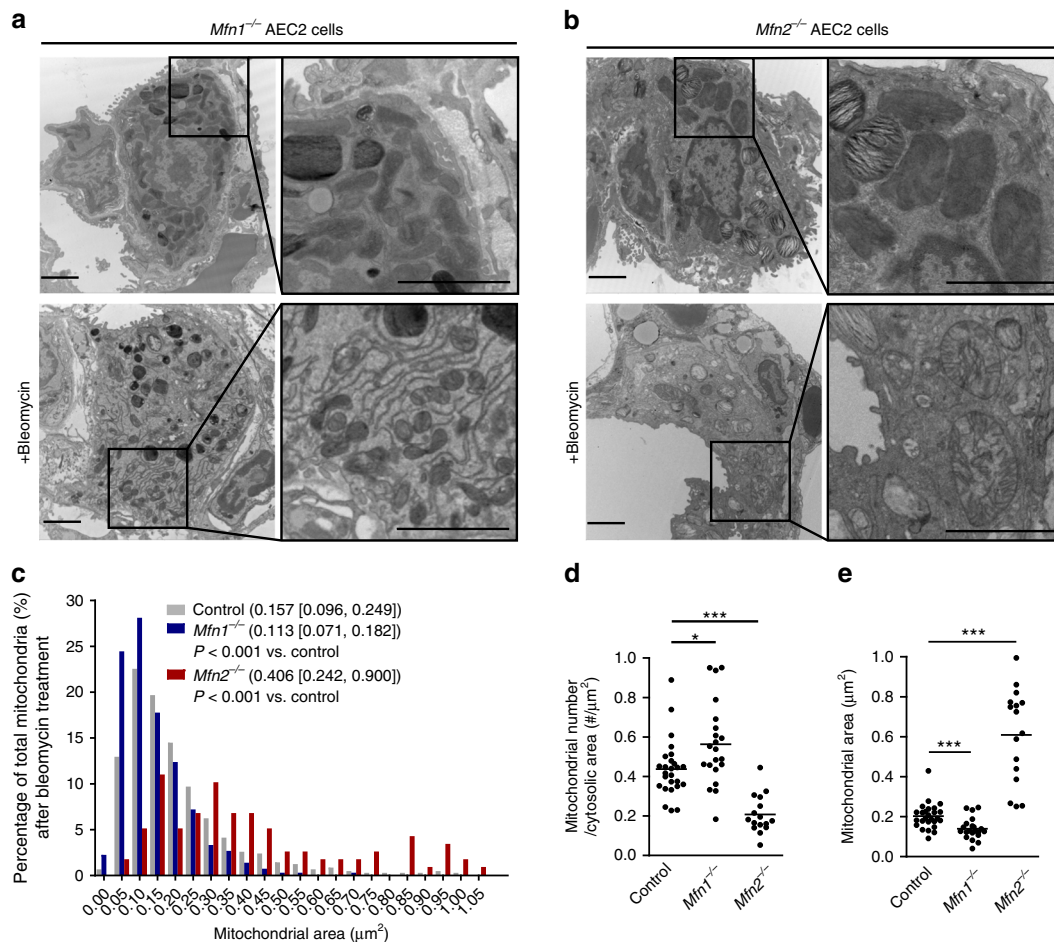 a
Mfn1−/− AEC2 cells
+Bleomycin
b
Mfn2−/− AEC2 cells
+Bleomycin
c
Percentage of total mitochondria (%)
after bleomycin treatment
30
25
20
15
10
5
0
Control (0.157 [0.096, 0.249])
Mfn1−/− (0.113 [0.071, 0.182])
P < 0.001 vs. control
Mfn2−/− (0.406 [0.242, 0.900])
P < 0.001 vs. control
0.00 0.05 0.10 0.15 0.20 0.25 0.30 0.35 0.40 0.45 0.50 0.55 0.60 0.65 0.70 0.75 0.80 0.85 0.90 0.95 1.00 1.05
Mitochondrial area (μm2)
d
Mitochondrial number
/cytosolic area (#/μm2)
***
*
1.0
0.8
0.6
0.4
0.2
0.0
Control Mfn1−/− Mfn2−/−
e
Mitochondrial area (μm2)
***
***
1.0
0.8
0.6
0.4
0.2
0.0
Control Mfn1−/− Mfn2−/−